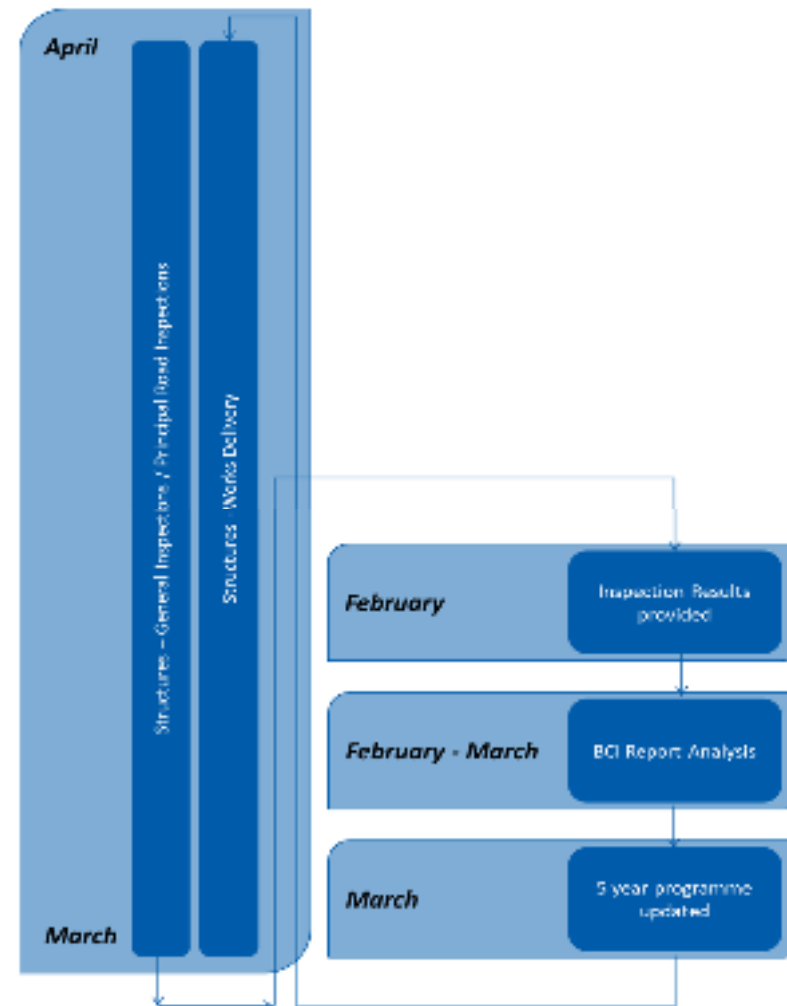 April
Structures – General Inspections / Principal Road Inspections
Structures - Works Delivery
March
February
Inspection Results
provided
February - March
BCI Report Analysis
March
5 year programme
updated